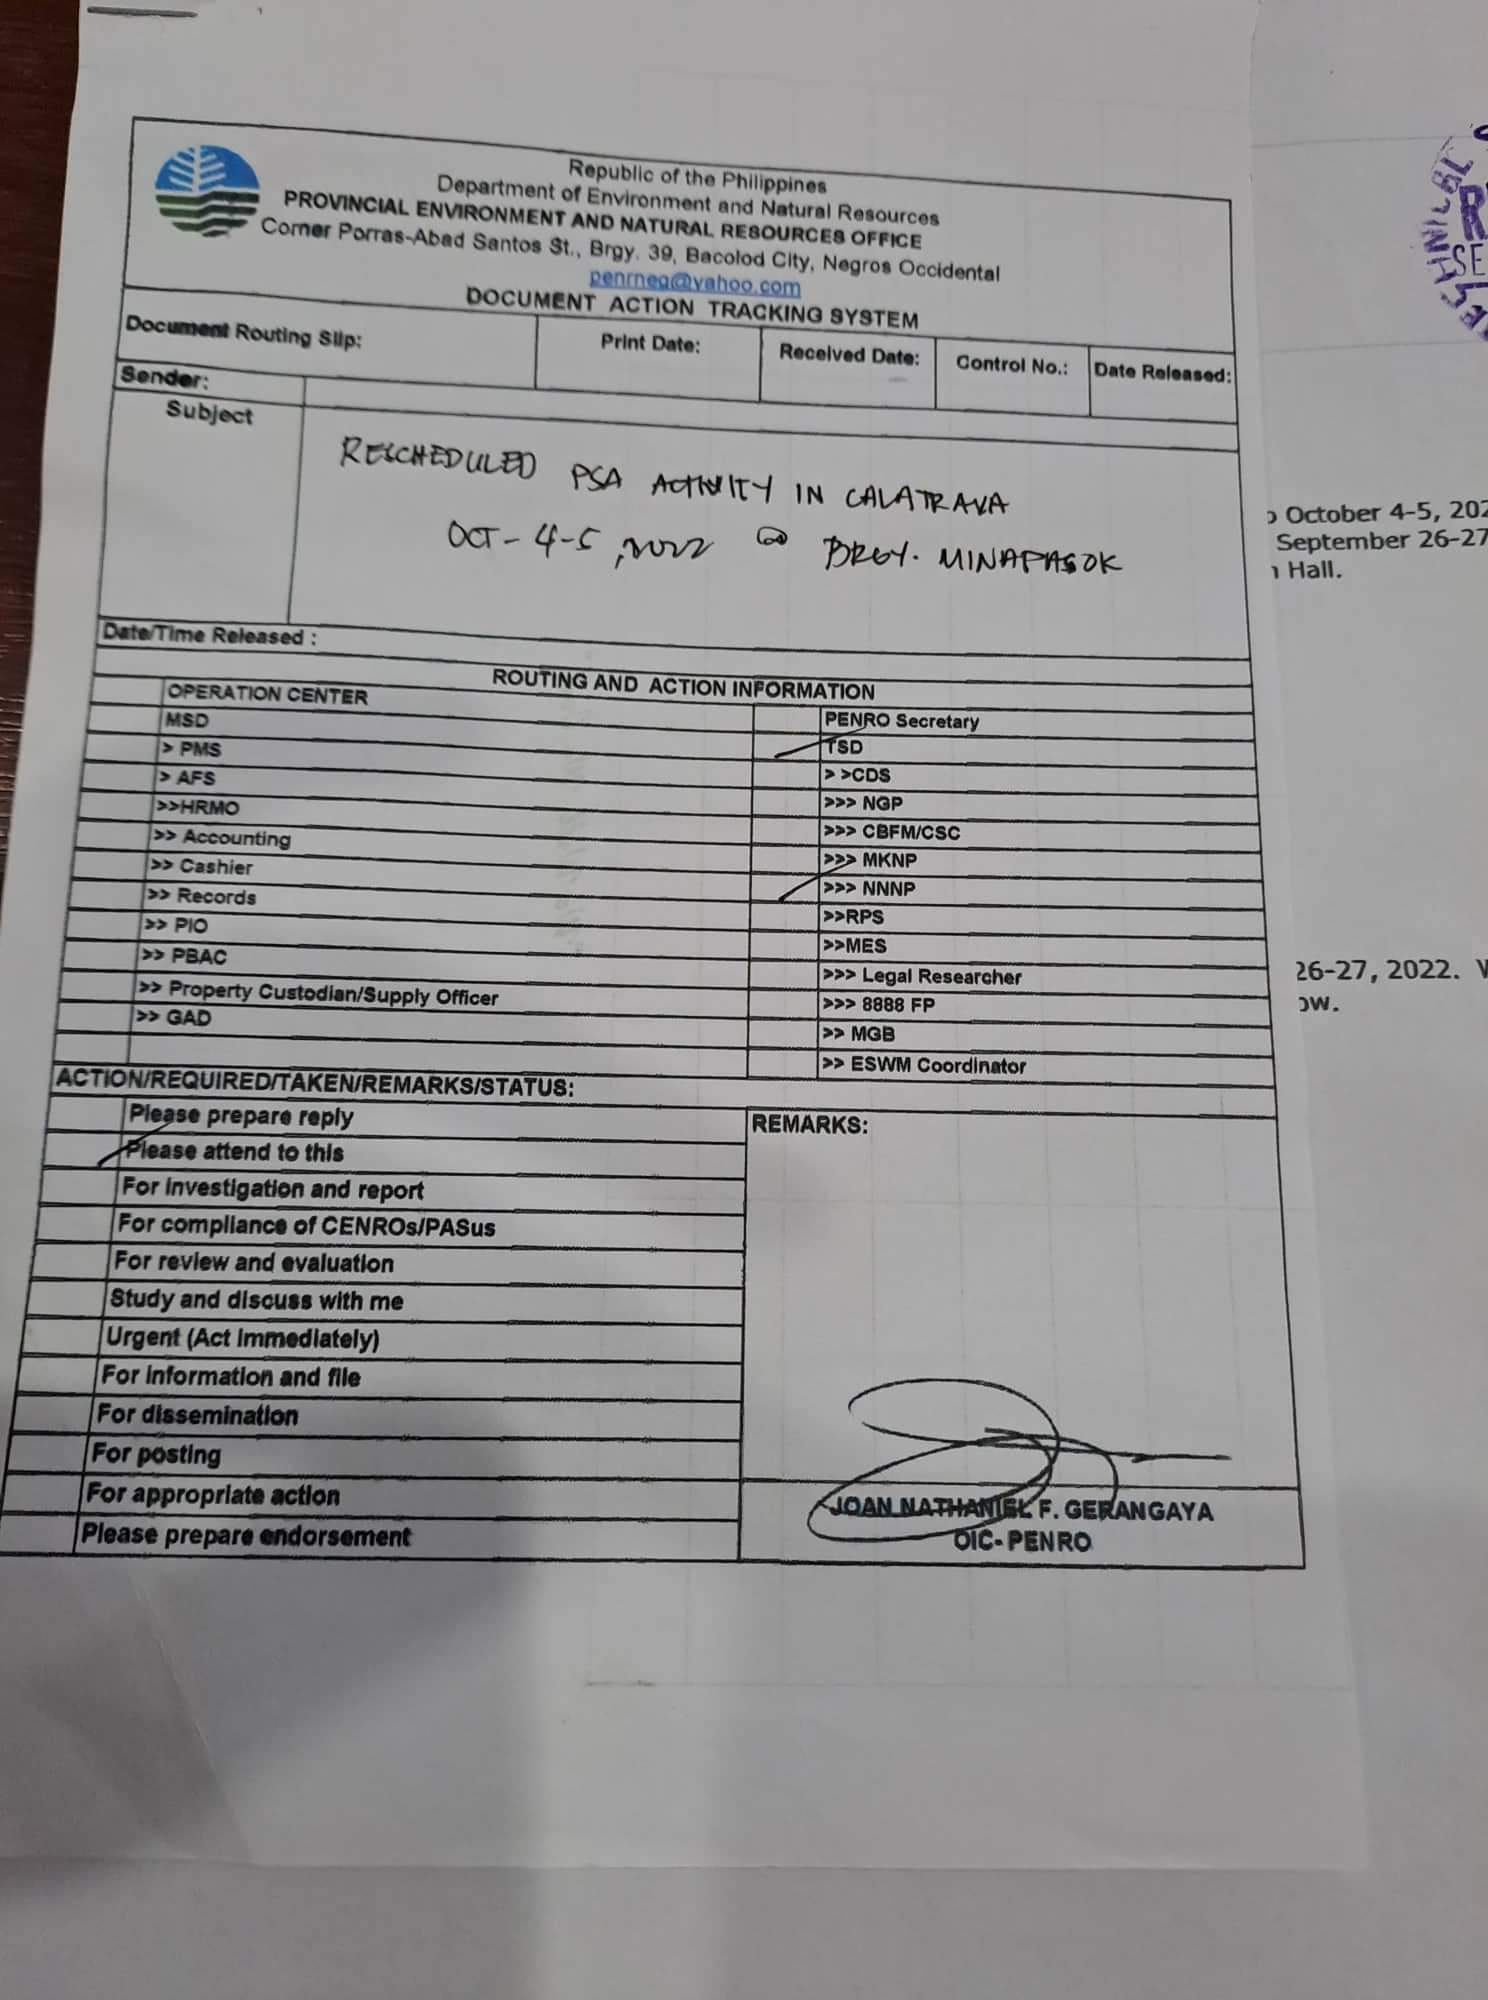 Republic of the Philippines
Department of Environment and Natural Resources
PROVINCIAL ENVIRONMENT AND NATURAL RESOURCES OFFICE
Corner Porras-Abad Santos St., Brgy. 39, Bacolod City, Negros Occidental
penrneg@yahoo.com
DOCUMENT ACTION TRACKING SYSTEM
Document Routing Slip: Print Date: Received Date: Control No.: Date Released:
Sender:
Subject
RESCHEDULED PSA ACTIVITY IN CALATRAVA
OCT - 4-5, 2022 @ BRGY. MINAPASOK
Date/Time Released :
ROUTING AND ACTION INFORMATION
OPERATION CENTER
MSD
> PMS
> AFS
>>HRMO
>> Accounting
>> Cashier
>> Records
>> PIO
>> PBAC
>> Property Custodian/Supply Officer
>> GAD
PENRO Secretary
TSD
> >CDS
>>> NGP
>>> CBFM/CSC
>>> MKNP
>>> NNNP
>>RPS
>>MES
>>> Legal Researcher
>>> 8888 FP
>> MGB
>> ESWM Coordinator
ACTION/REQUIRED/TAKEN/REMARKS/STATUS:
Please prepare reply
Please attend to this
For investigation and report
For compliance of CENROs/PASus
For review and evaluation
Study and discuss with me
Urgent (Act Immediately)
For information and file
For dissemination
For posting
For appropriate action
Please prepare endorsement
REMARKS:
JOAN NATHANIEL F. GERANGAYA
OIC- PENRO
October 4-5, 202
September 26-27
Hall.
26-27, 2022.